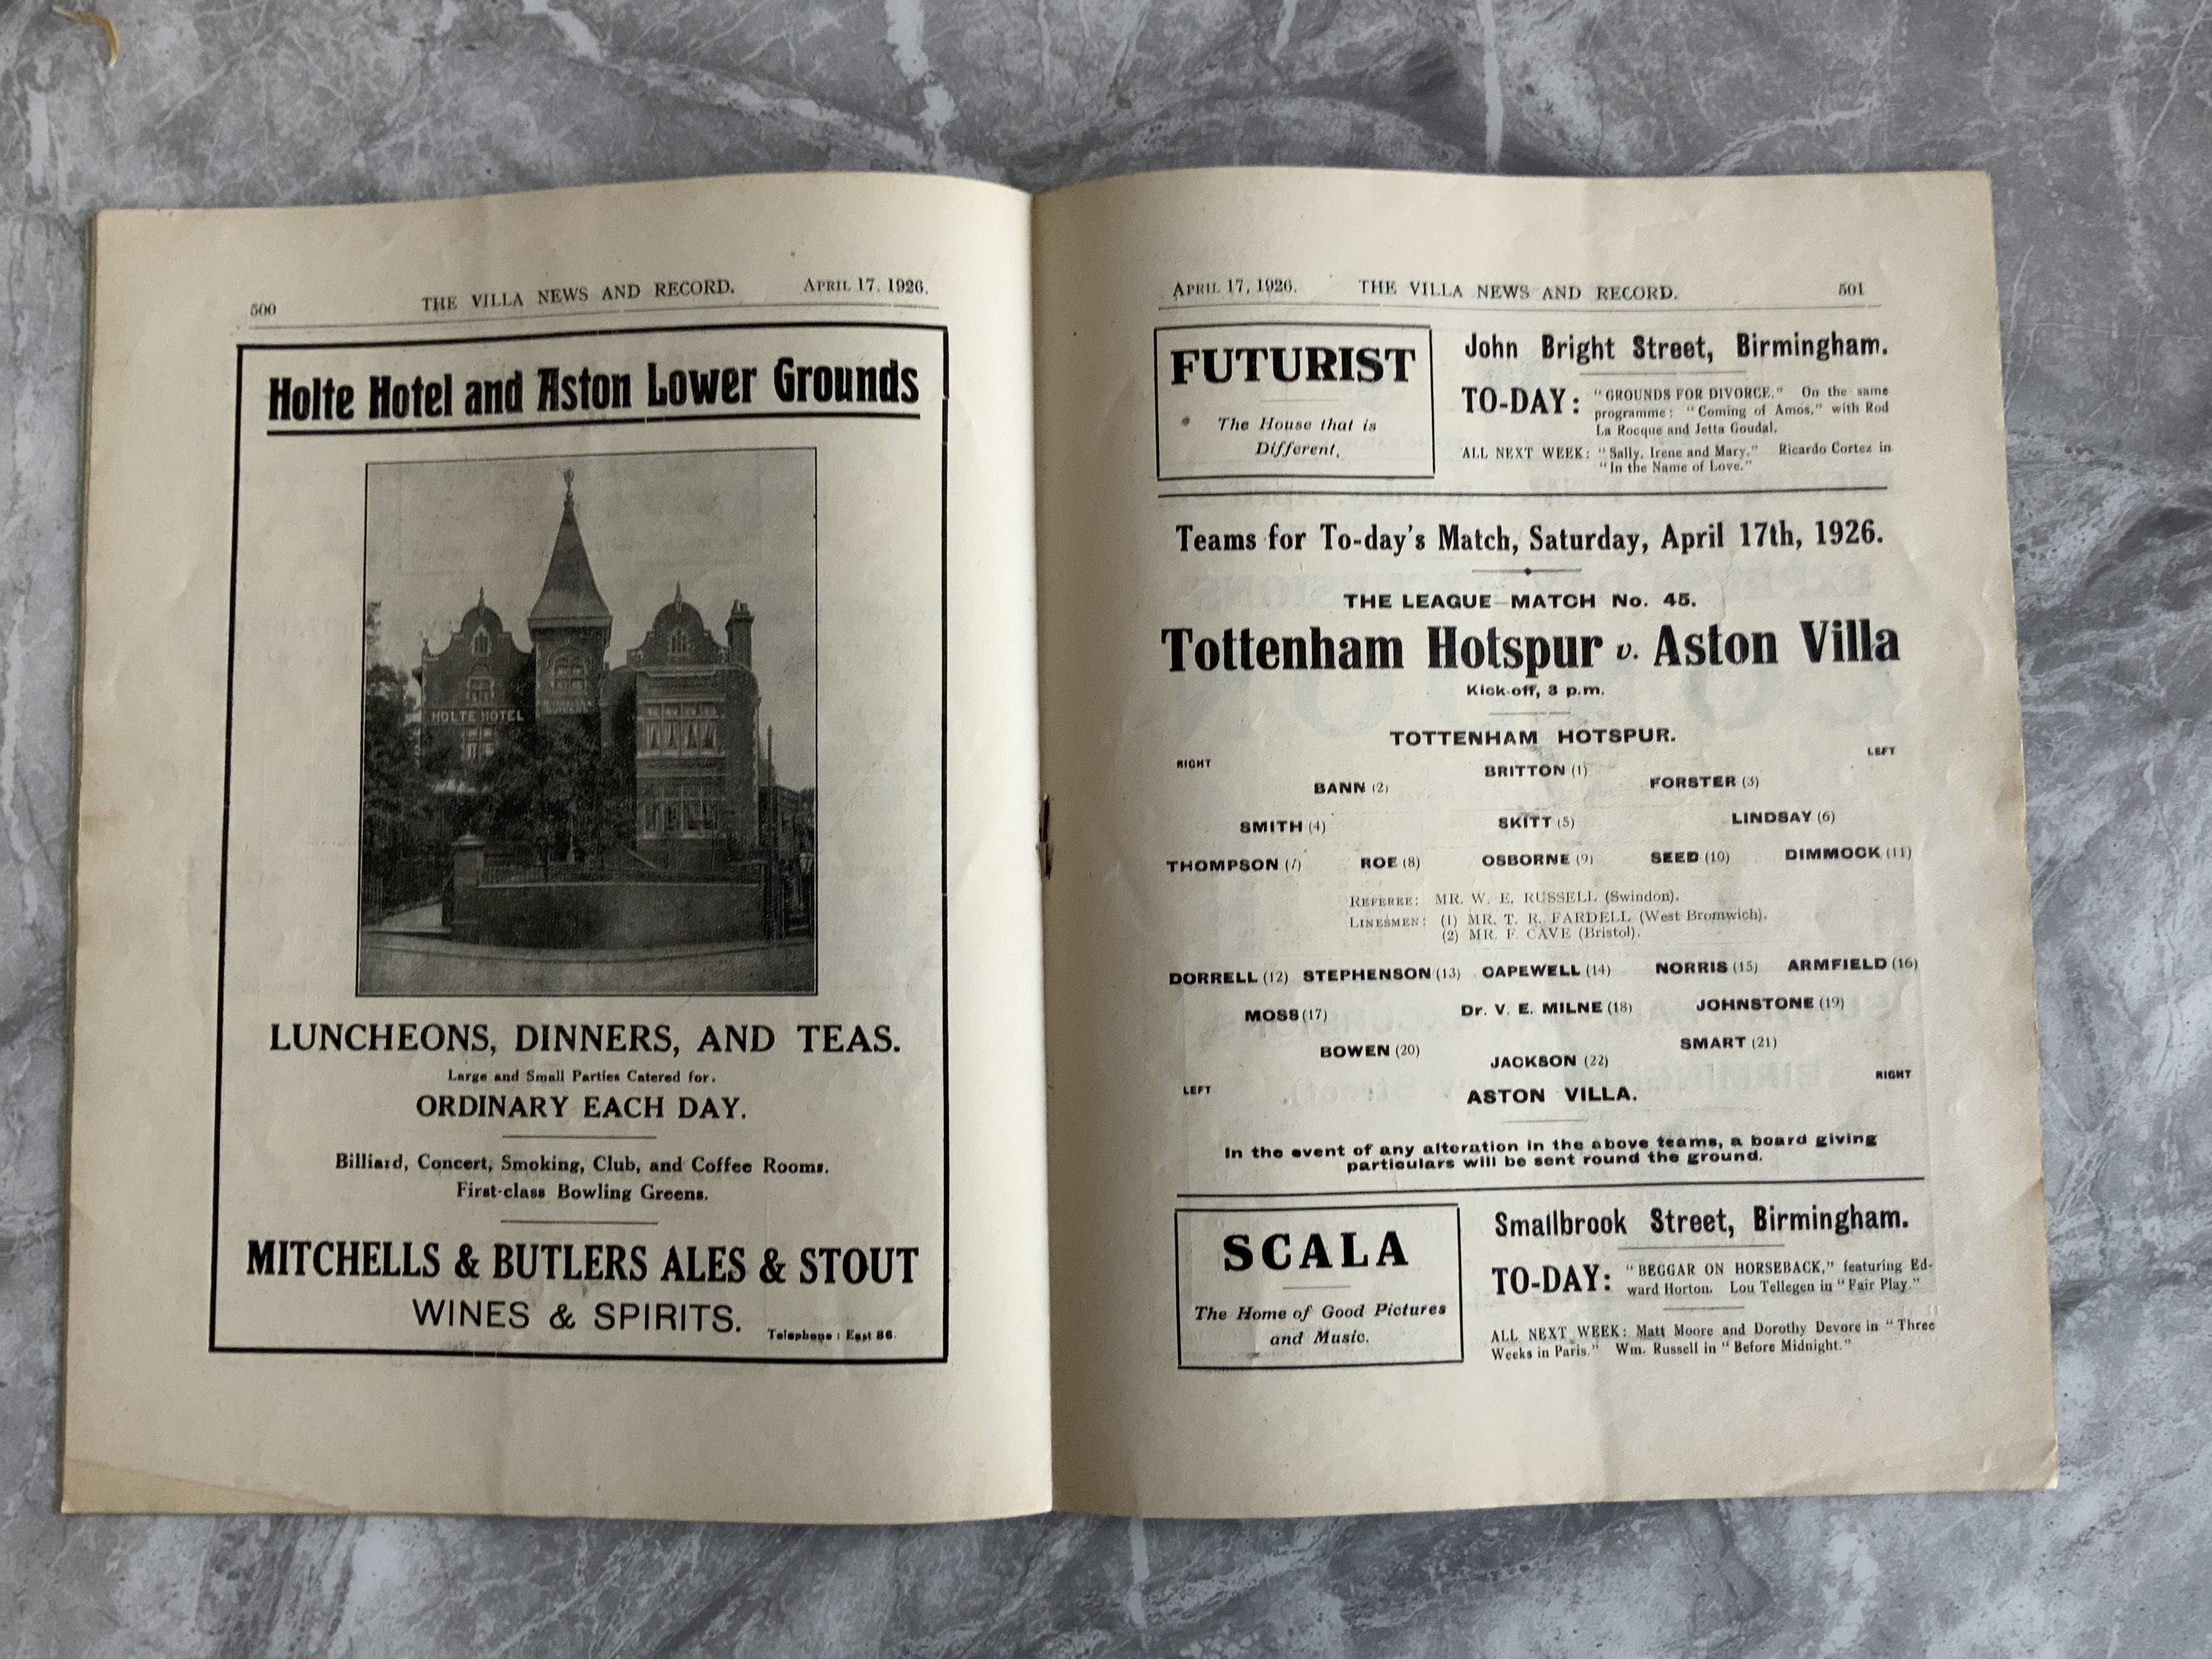 500 THE VILLA NEWS AND RECORD. APRIL 17, 1926.
Holte Hotel and Aston Lower Grounds
HOLTE HOTEL
LUNCHEONS, DINNERS, AND TEAS.
Large and Small Parties Catered for.
ORDINARY EACH DAY.
Billiard, Concert, Smoking, Club, and Coffee Rooms.
First-class Bowling Greens.
MITCHELLS & BUTLERS ALES & STOUT
WINES & SPIRITS.
Telephone: East 86.
APRIL 17, 1926. THE VILLA NEWS AND RECORD. 501
FUTURIST
The House that is
Different.
John Bright Street, Birmingham.
TO-DAY: "GROUNDS FOR DIVORCE." On the same
programme: "Coming of Amos," with Rod
La Rocque and Jetta Goudal.
ALL NEXT WEEK: "Sally, Irene and Mary." Ricardo Cortez in
"In the Name of Love."
Teams for To-day's Match, Saturday, April 17th, 1926.
THE LEAGUE—MATCH No. 45.
Tottenham Hotspur v. Aston Villa
Kick-off, 3 p.m.
TOTTENHAM HOTSPUR.
RIGHT LEFT
BRITTON (1)
BANN (2) FORSTER (3)
SMITH (4) SKITT (5) LINDSAY (6)
THOMPSON (7) ROE (8) OSBORNE (9) SEED (10) DIMMOCK (11)
REFEREE: MR. W. E. RUSSELL (Swindon).
LINESMEN: (1) MR. T. R. FARDELL (West Bromwich).
(2) MR. F. CAVE (Bristol).
DORRELL (12) STEPHENSON (13) CAPEWELL (14) NORRIS (15) ARMFIELD (16)
MOSS (17) Dr. V. E. MILNE (18) JOHNSTONE (19)
BOWEN (20) SMART (21)
JACKSON (22)
LEFT RIGHT
ASTON VILLA.
In the event of any alteration in the above teams, a board giving
particulars will be sent round the ground.
SCALA
The Home of Good Pictures
and Music.
Smallbrook Street, Birmingham.
TO-DAY: "BEGGAR ON HORSEBACK," featuring Ed-
ward Horton. Lou Tellegen in "Fair Play."
ALL NEXT WEEK: Matt Moore and Dorothy Devore in "Three
Weeks in Paris." Wm. Russell in "Before Midnight."